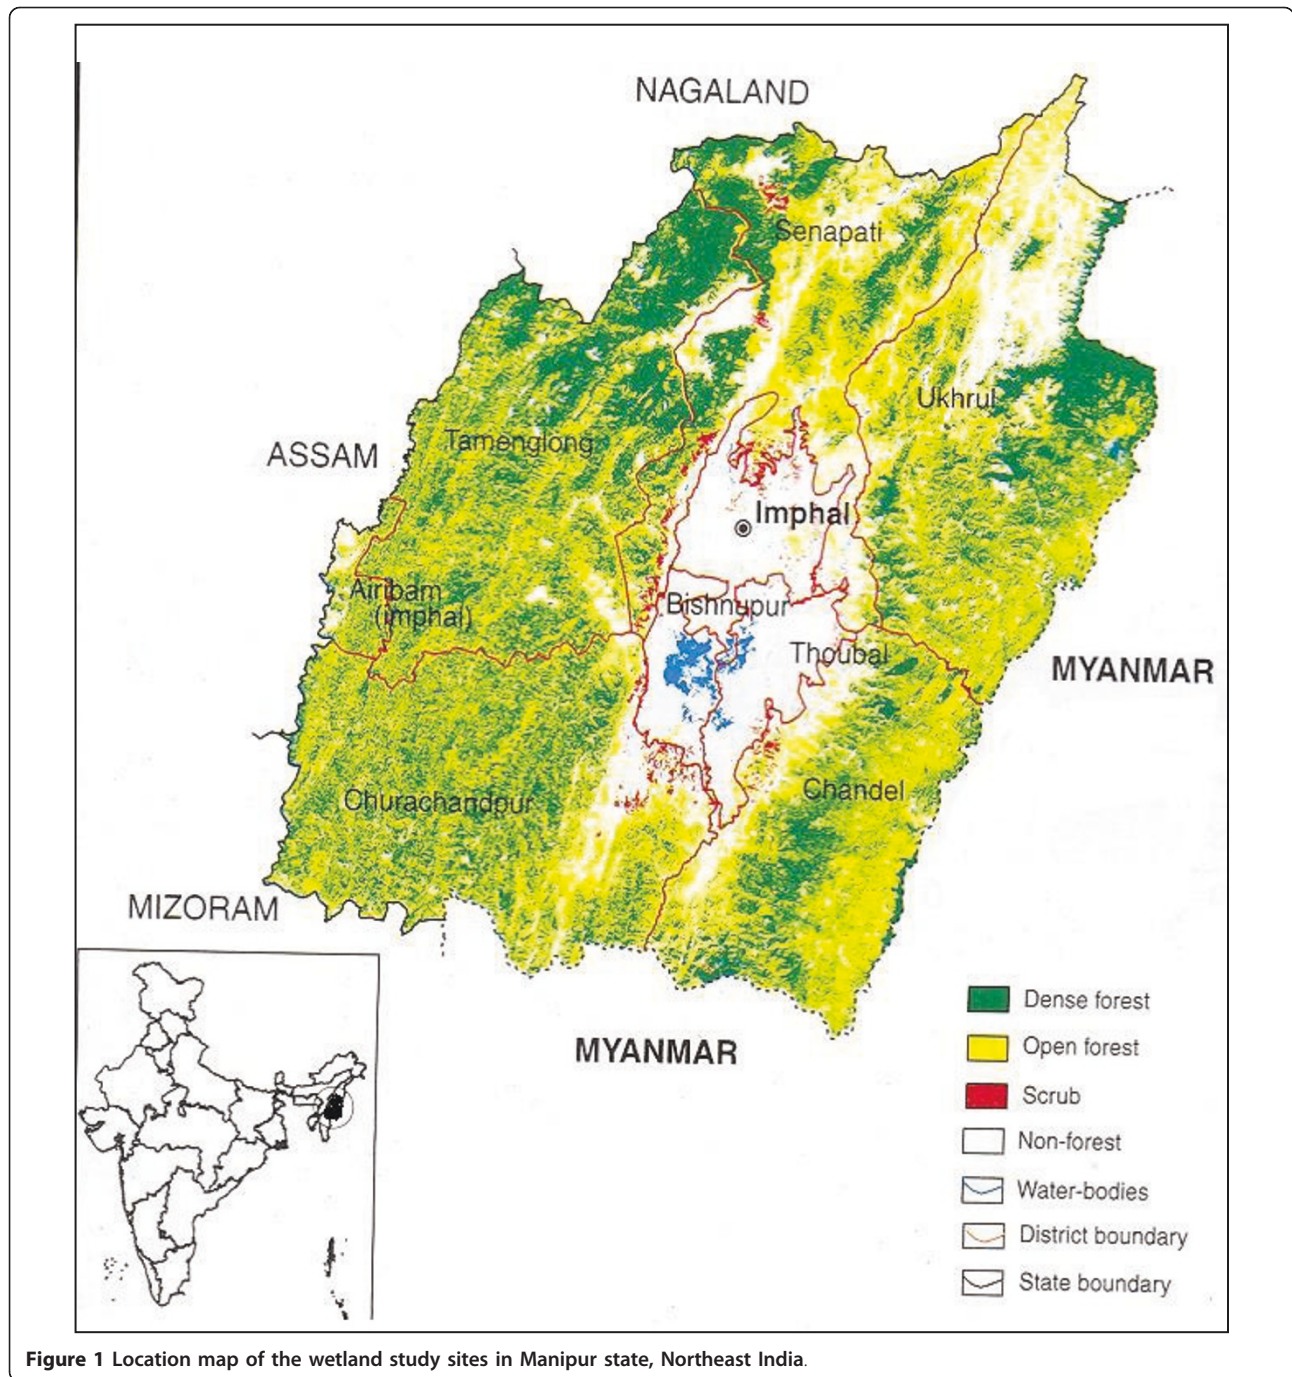 NAGALAND
Senapati
Ukhrul
Tamenglong
ASSAM
Imphal
Airibam
(imphal)
Bishnupur
Thoubal
MYANMAR
Chandel
Churachandpur
MIZORAM
MYANMAR
Dense forest
Open forest
Scrub
Non-forest
Water-bodies
District boundary
State boundary
Figure 1 Location map of the wetland study sites in Manipur state, Northeast India.